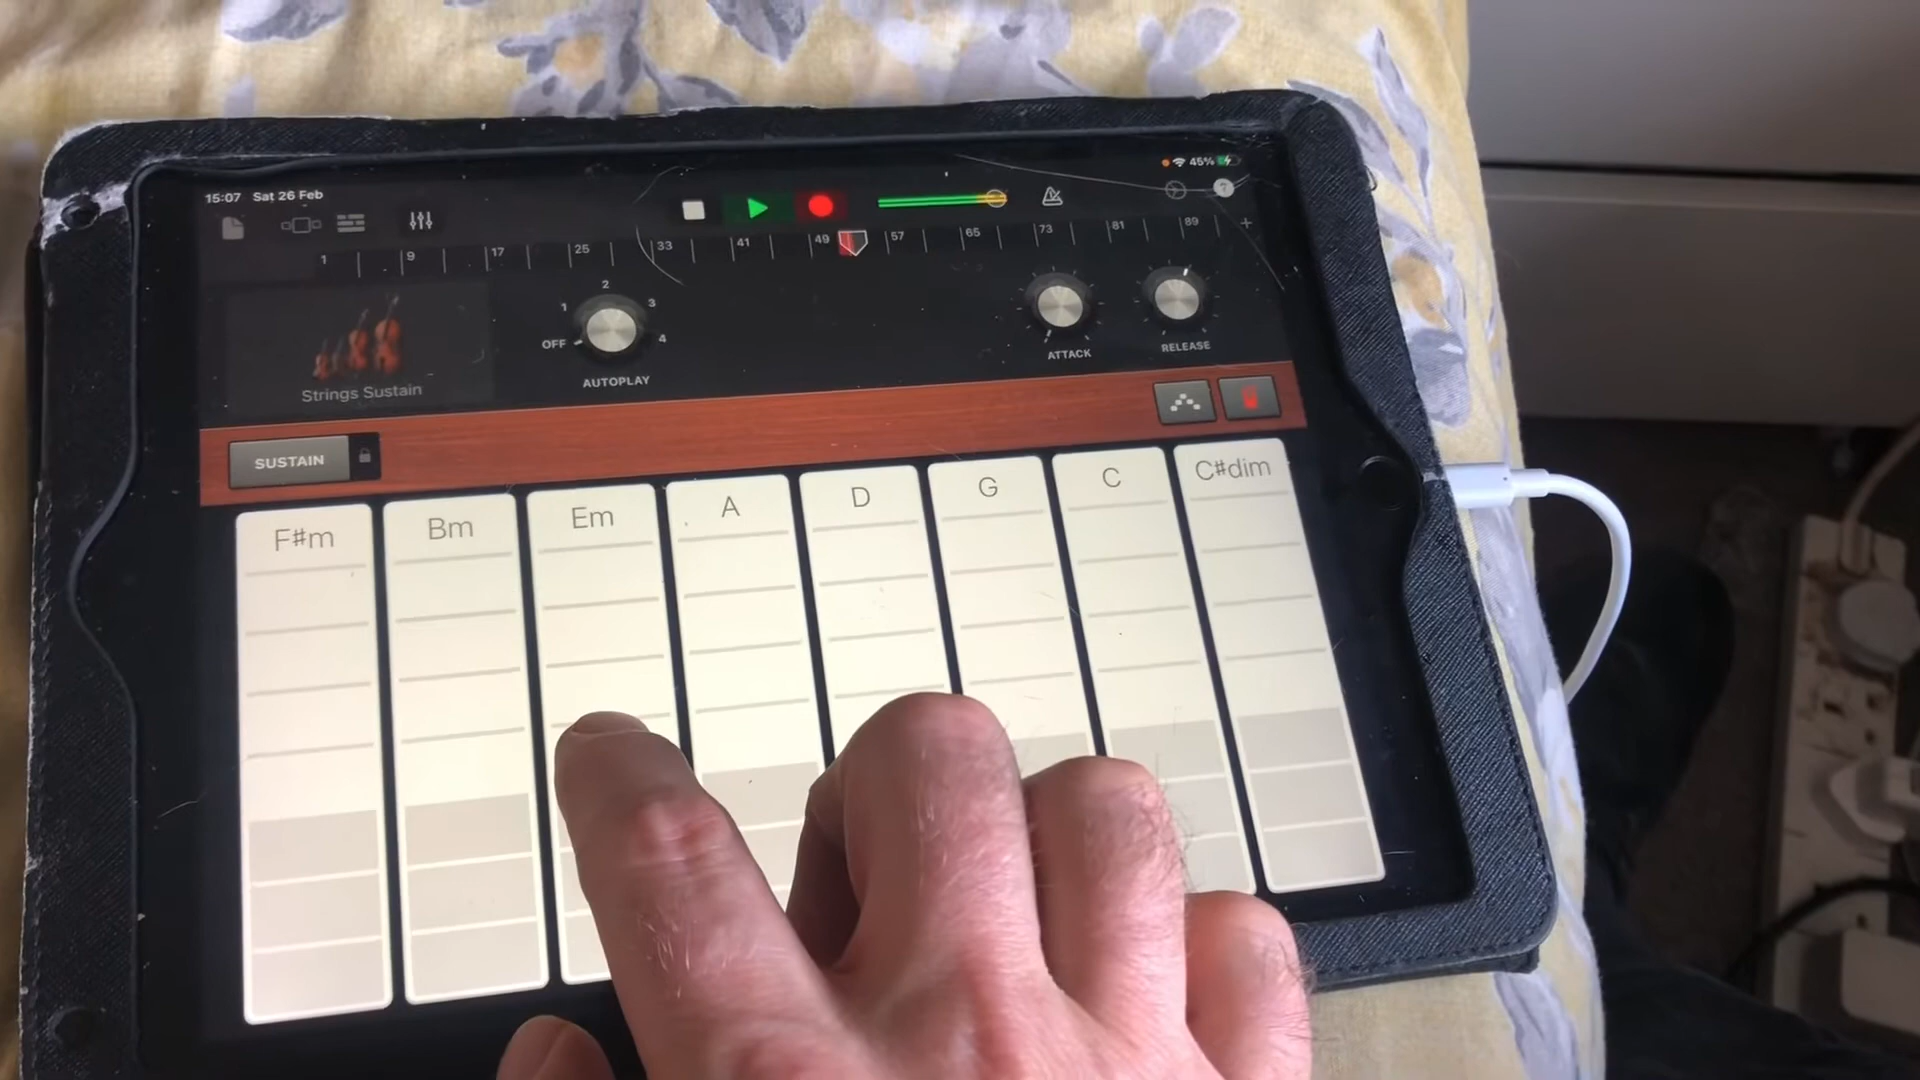 15:07 Sat 26 Feb
45%
?
1 9 17 25 33 41 49 57 65 73 81 89 +
OFF 1 2 3 4
AUTOPLAY
ATTACK
RELEASE
Strings Sustain
SUSTAIN
F#m Bm Em A D G C C#dim